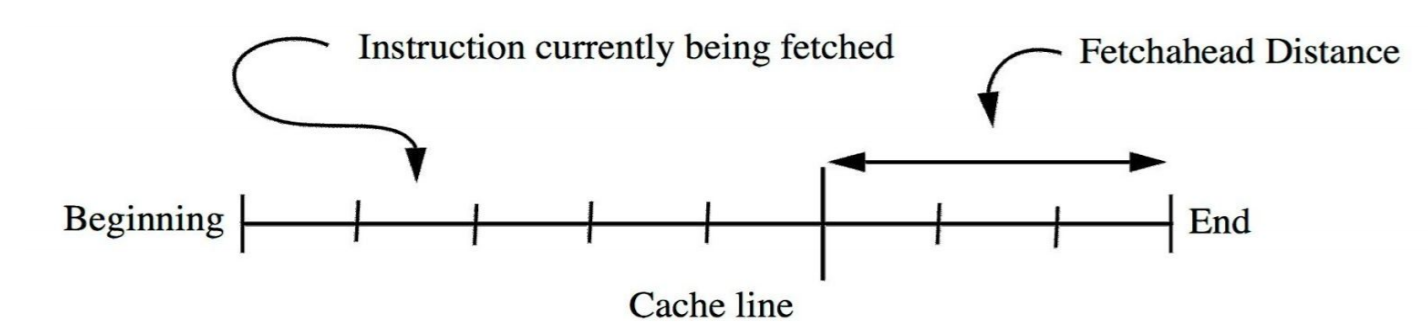 Instruction currently being fetched
Fetchahead Distance
Beginning
End
Cache line